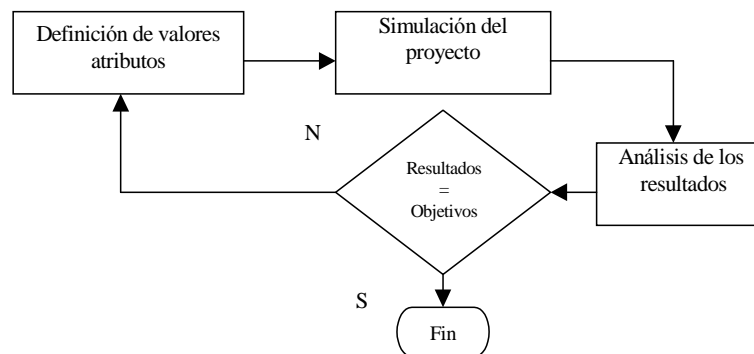 Definición de valores
atributos
Simulación del
proyecto
N
Análisis de los
resultados
Resultados
=
Objetivos
S
Fin